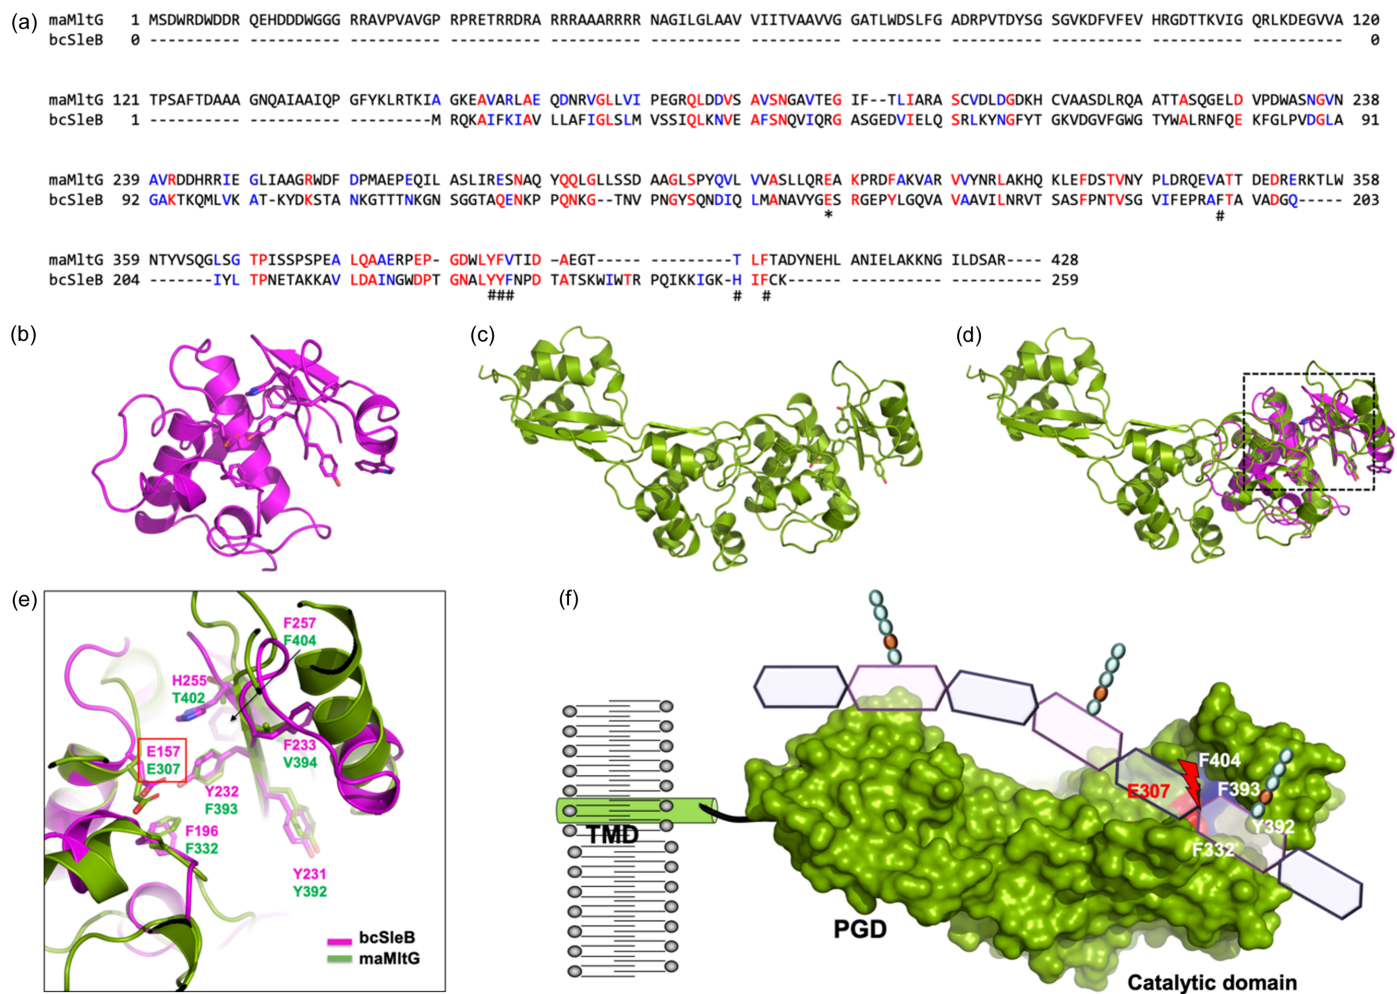 (a)
maMltG 1 MSDWRDWDDR QEHDDDWGGG RRAVPVAVGP RPRETRRDRA RRRAAARRRR NAGILGLAAV VIITVAAVVG GATLWDSLFG ADRPVTDYSG SGVKDFVFEV HRGDTTKVIG QRLKDEGVVA 120
bcSleB 0 ---------- ---------- ---------- ---------- ---------- ---------- ---------- ---------- ---------- ---------- ---------- ---------- 0
maMltG 121 TPSAFTDAAA GNQAIAAIQP GFYKLRTKIA GKEAVARLAE QDNRVGLLVI PEGRQLDDVS AVSNGAVTEG IF--TLIARA SCVDLDGDKH CVAASDLRQA ATTASQGELD VPDWASNGVN 238
bcSleB 1 ---------- ---------- ---------M RQKAIFKIAV LLAFIGLSLM VSSIQLKNVE AFSNQVIQRG ASGEDVIELQ SRLKYNGFYT GKVDGVFGWG TYWALRNFQE KFGLPVDGLA 91
maMltG 239 AVRDDHRRIE GLIAAGRWDF DPMAEPEQIL ASLIRESNAQ YQQLGLLSSD AAGLSPYQVL VVASLLQREA KPRDFAKVAR VVYNRLAKHQ KLEFDSTVNY PLDRQEVATT DEDRERKTLW 358
bcSleB 92 GAKTKQMLVK AT-KYDKSTA NKGTTTNKGN SGGTAQENKP PQNKG--TNV PNGYSQNDIQ LMANAVYGES RGEPYLGQVA VAAVILNRVT SASFPNTVSG VIFEPRAFTA VADGQ----- 203
* #
maMltG 359 NTYVSQGLSG TPISSPSPEA LQAAERPEP- GDWLYFVTID -AEGT----- ---------T LFTADYNEHL ANIELAKKNG ILDSAR---- 428
bcSleB 204 -------IYL TPNETAKKAV LDAINGWDPT GNALYYFNPD TATSKWIWTR PQIKKIGK-H IFCK------ ---------- ---------- 259
### # #
(b)
(c)
(d)
(e)
F257
F404
H255
T402
E157
E307
F233
V394
Y232
F393
F196
F332
Y231
Y392
bcSleB
maMltG
(f)
F404
E307
F393
Y392
F332
TMD
PGD
Catalytic domain